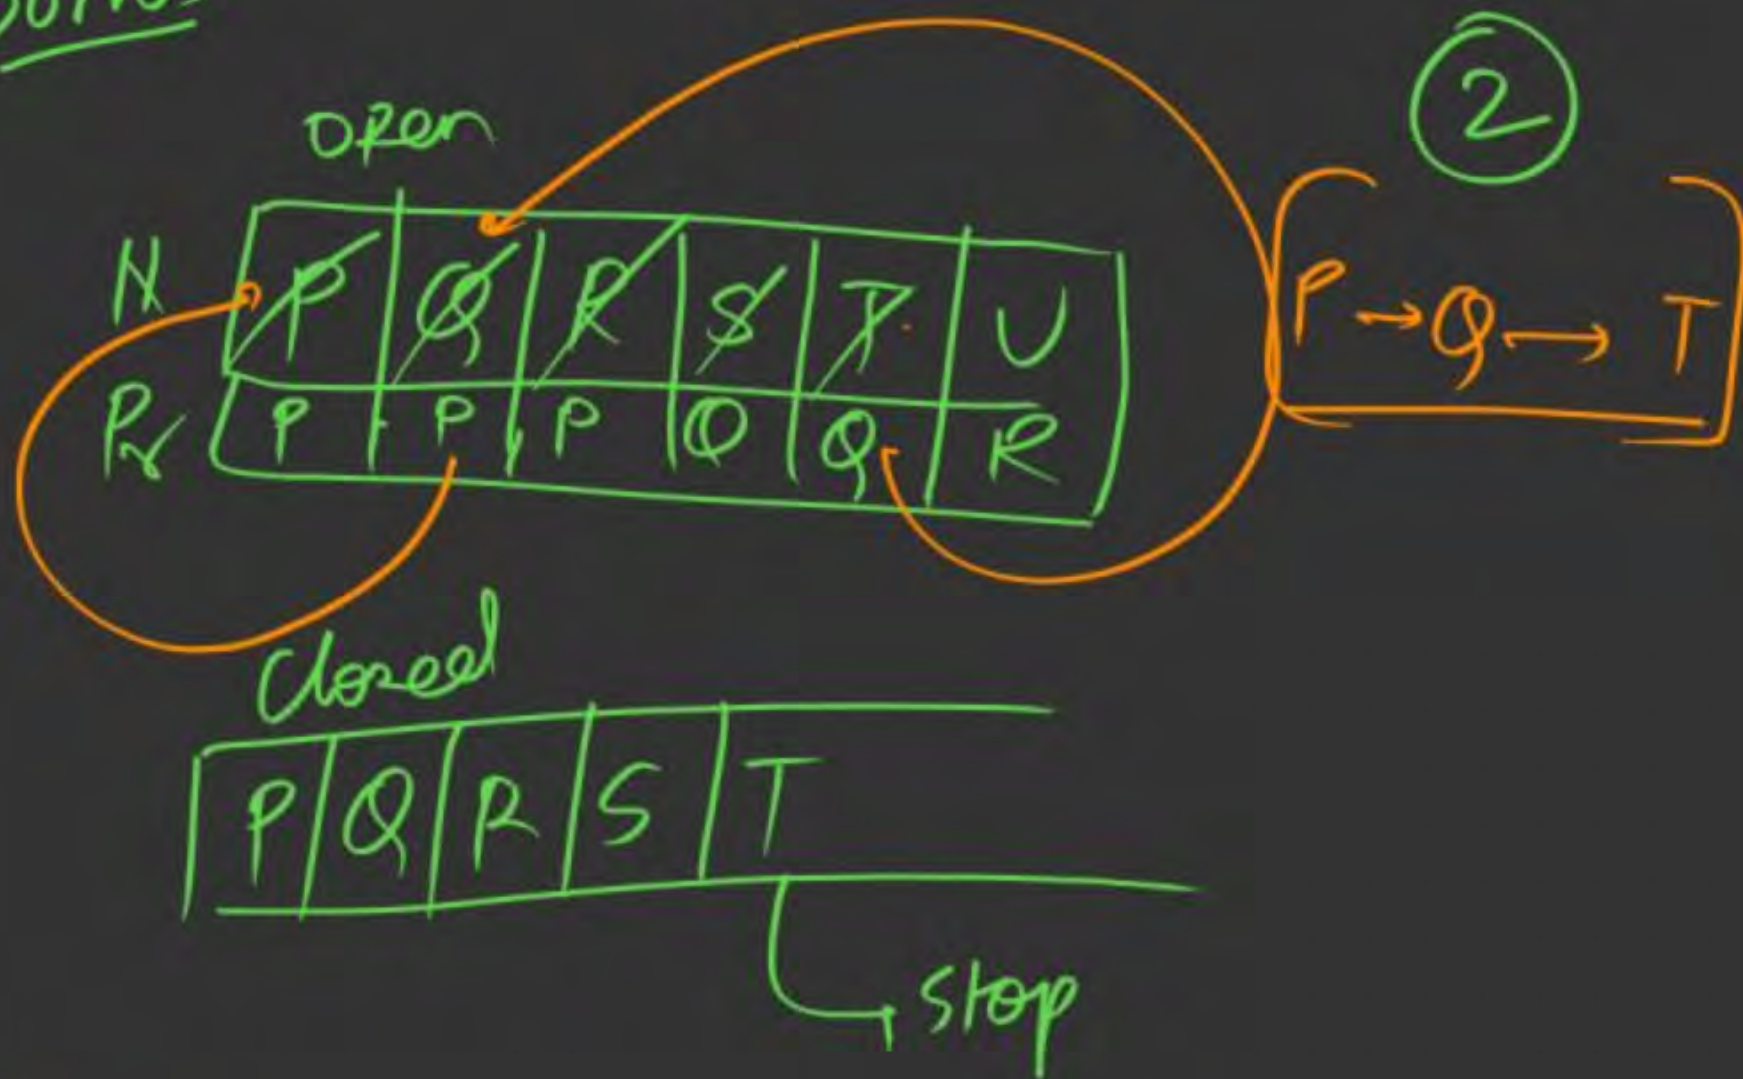 open
②
N P Q R S T U
Pr P P P Q Q R
P → Q → T
Closed
P Q R S T
Stop